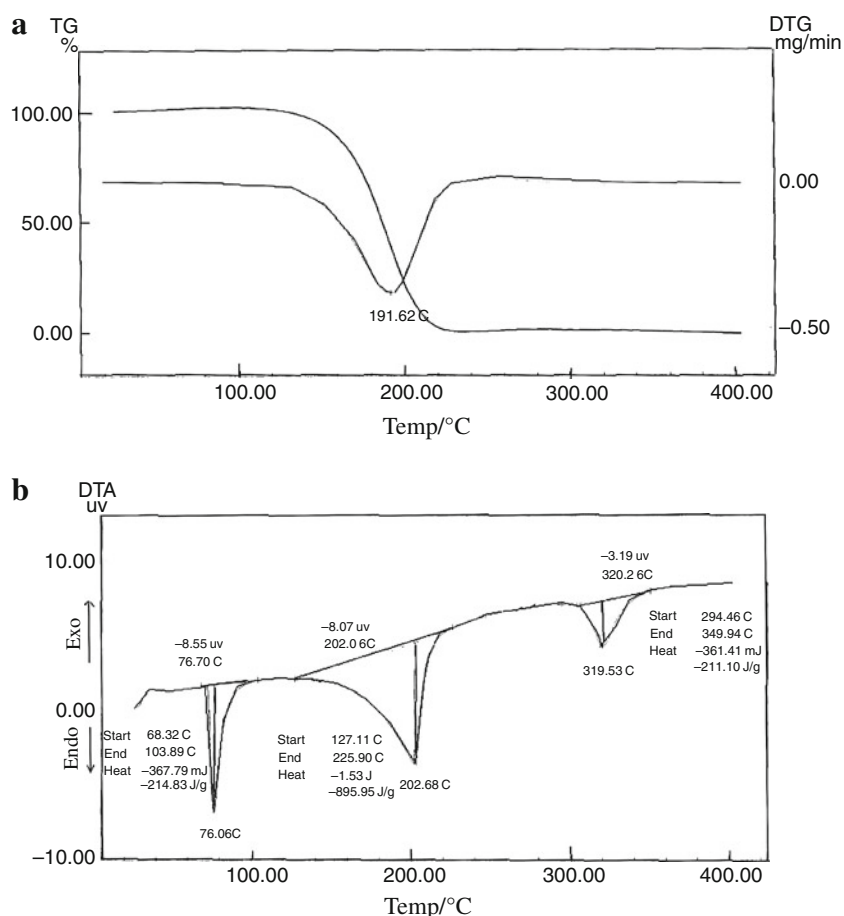 a
TG
%
DTG
mg/min
100.00
50.00
0.00
0.00
−0.50
191.62 C
100.00 200.00 300.00 400.00
Temp/°C
b
DTA
uv
10.00
0.00
−10.00
Exo
Endo
−8.55 uv
76.70 C
−8.07 uv
202.0 6C
−3.19 uv
320.2 6C
Start 68.32 C
End 103.89 C
Heat −367.79 mJ
−214.83 J/g
76.06C
Start 127.11 C
End 225.90 C
Heat −1.53 J
−895.95 J/g
202.68 C
Start 294.46 C
End 349.94 C
Heat −361.41 mJ
−211.10 J/g
319.53 C
100.00 200.00 300.00 400.00
Temp/°C